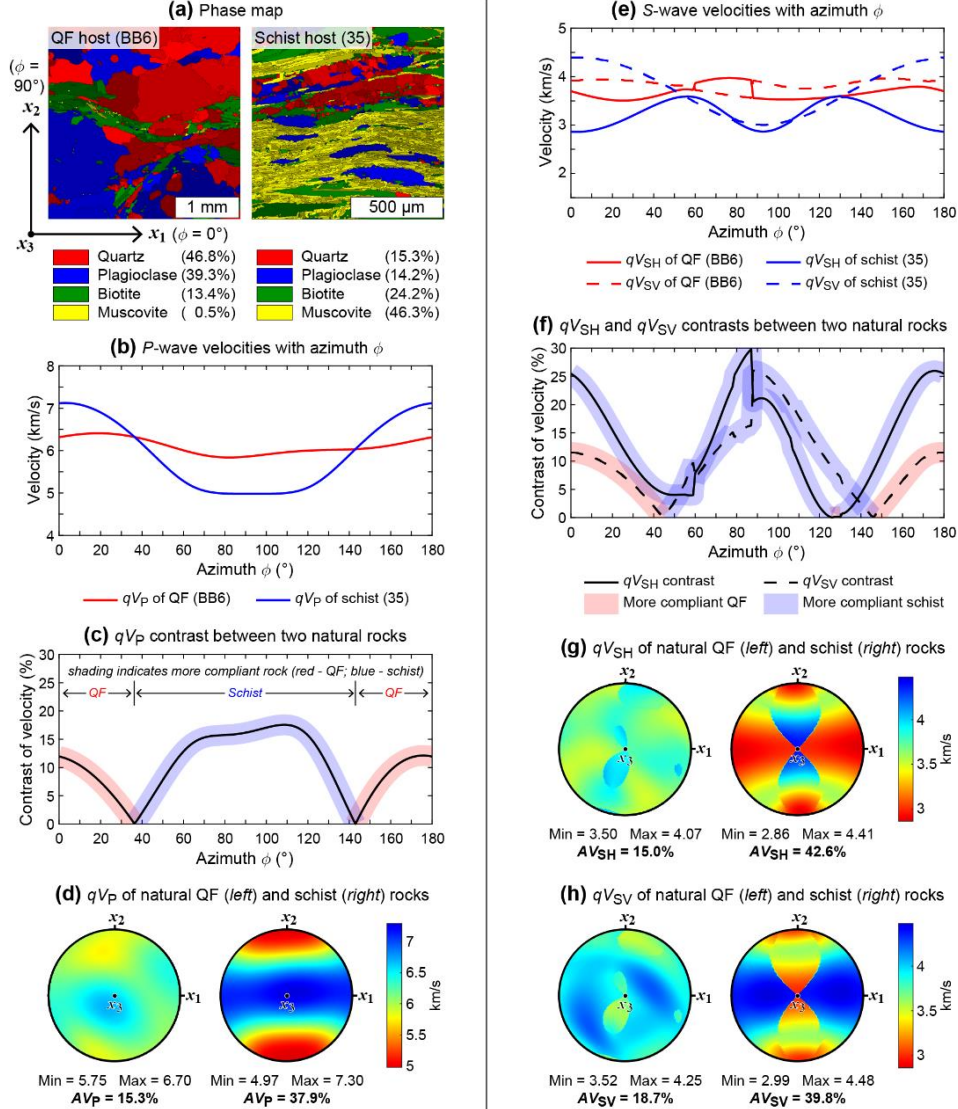 (a) Phase map
QF host (BB6)
Schist host (35)
(ϕ =
90°)
x2
x3
x1 (ϕ = 0°)
1 mm
500 µm
Quartz (46.8%)
Plagioclase (39.3%)
Biotite (13.4%)
Muscovite ( 0.5%)
Quartz (15.3%)
Plagioclase (14.2%)
Biotite (24.2%)
Muscovite (46.3%)
(b) P-wave velocities with azimuth ϕ
Velocity (km/s)
8
7
6
5
4
0 20 40 60 80 100 120 140 160 180
Azimuth ϕ (°)
qVP of QF (BB6)
qVP of schist (35)
(c) qVP contrast between two natural rocks
Contrast of velocity (%)
30
25
20
15
10
5
0
shading indicates more compliant rock (red - QF; blue - schist)
QF
Schist
QF
0 20 40 60 80 100 120 140 160 180
Azimuth ϕ (°)
(d) qVP of natural QF (left) and schist (right) rocks
x2
x3
x1
x2
x3
x1
7
6.5
6
5.5
5
km/s
Min = 5.75 Max = 6.70
AVP = 15.3%
Min = 4.97 Max = 7.30
AVP = 37.9%
(e) S-wave velocities with azimuth ϕ
Velocity (km/s)
5
4
3
2
0 20 40 60 80 100 120 140 160 180
Azimuth ϕ (°)
qVSH of QF (BB6)
qVSV of QF (BB6)
qVSH of schist (35)
qVSV of schist (35)
(f) qVSH and qVSV contrasts between two natural rocks
Contrast of velocity (%)
30
25
20
15
10
5
0
0 20 40 60 80 100 120 140 160 180
Azimuth ϕ (°)
qVSH contrast
More compliant QF
qVSV contrast
More compliant schist
(g) qVSH of natural QF (left) and schist (right) rocks
x2
x3
x1
x2
x3
x1
4
3.5
3
km/s
Min = 3.50 Max = 4.07
AVSH = 15.0%
Min = 2.86 Max = 4.41
AVSH = 42.6%
(h) qVSV of natural QF (left) and schist (right) rocks
x2
x3
x1
x2
x3
x1
4
3.5
3
km/s
Min = 3.52 Max = 4.25
AVSV = 18.7%
Min = 2.99 Max = 4.48
AVSV = 39.8%